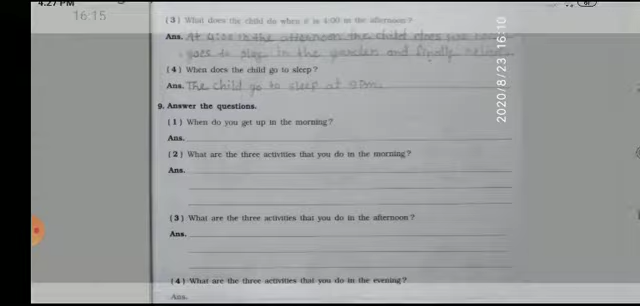 4:27 PM
16:15
(3) What does the child do when it is 4:00 in the afternoon?
Ans. At 4:00 in the afternoon the child does
goes to play in the garden and finally
(4) When does the child go to sleep?
Ans. The child go to sleep at 9 Pm.
9. Answer the questions.
(1) When do you get up in the morning?
Ans.
(2) What are the three activities that you do in the morning?
Ans.
(3) What are the three activities that you do in the afternoon?
Ans.
(4) What are the three activities that you do in the evening?
Ans.
2020/8/23 16:10